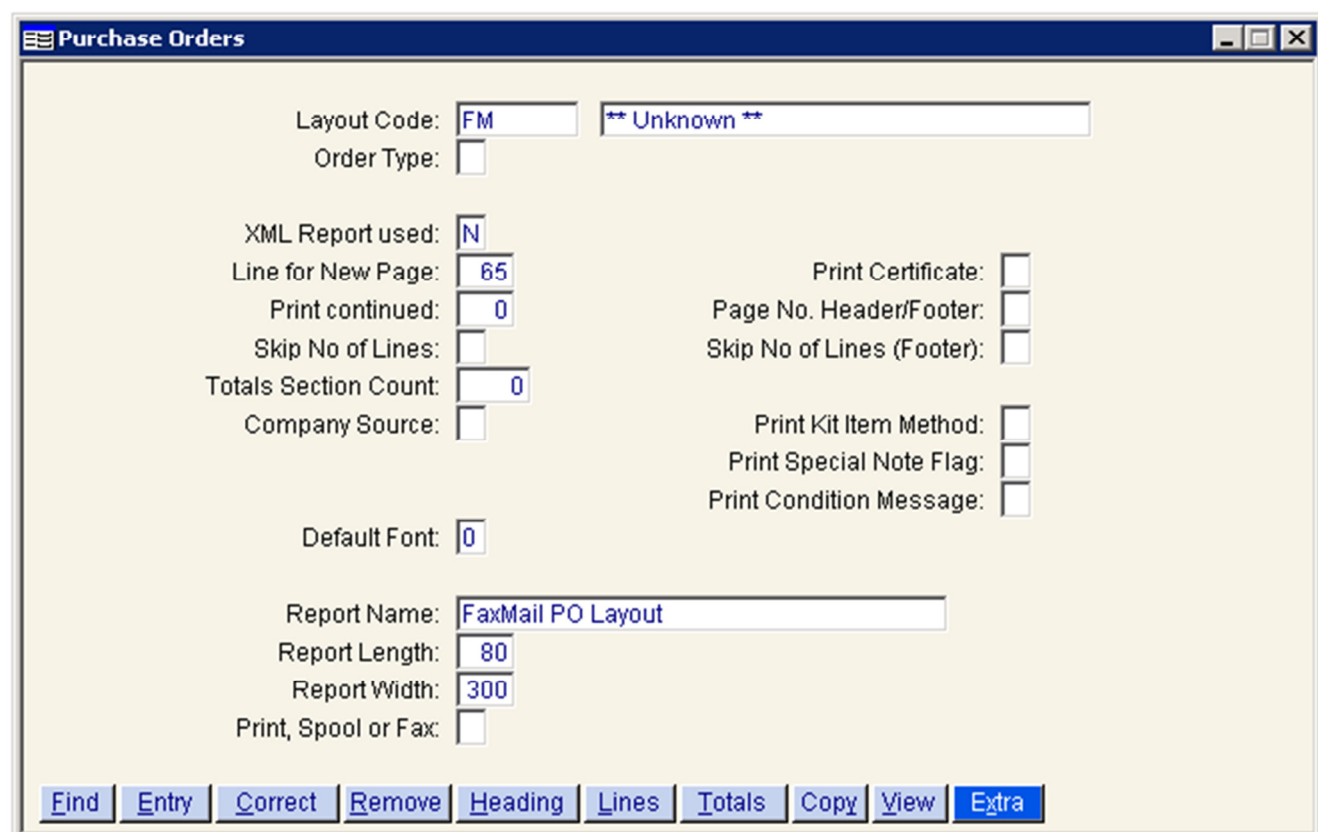 Purchase Orders
Layout Code: FM ** Unknown **
Order Type:
XML Report used: N
Line for New Page: 65 Print Certificate:
Print continued: 0 Page No. Header/Footer:
Skip No of Lines: Skip No of Lines (Footer):
Totals Section Count: 0
Company Source: Print Kit Item Method:
Print Special Note Flag:
Print Condition Message:
Default Font: 0
Report Name: FaxMail PO Layout
Report Length: 80
Report Width: 300
Print, Spool or Fax:
Find Entry Correct Remove Heading Lines Totals Copy View Extra